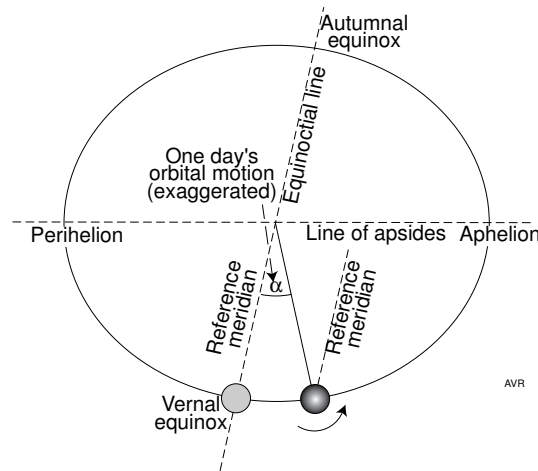 Autumnal
equinox
Equinoctial line
One day's
orbital motion
(exaggerated)
Perihelion
Line of apsides
Aphelion
Reference
meridian
α
Reference
meridian
AVR
Vernal
equinox